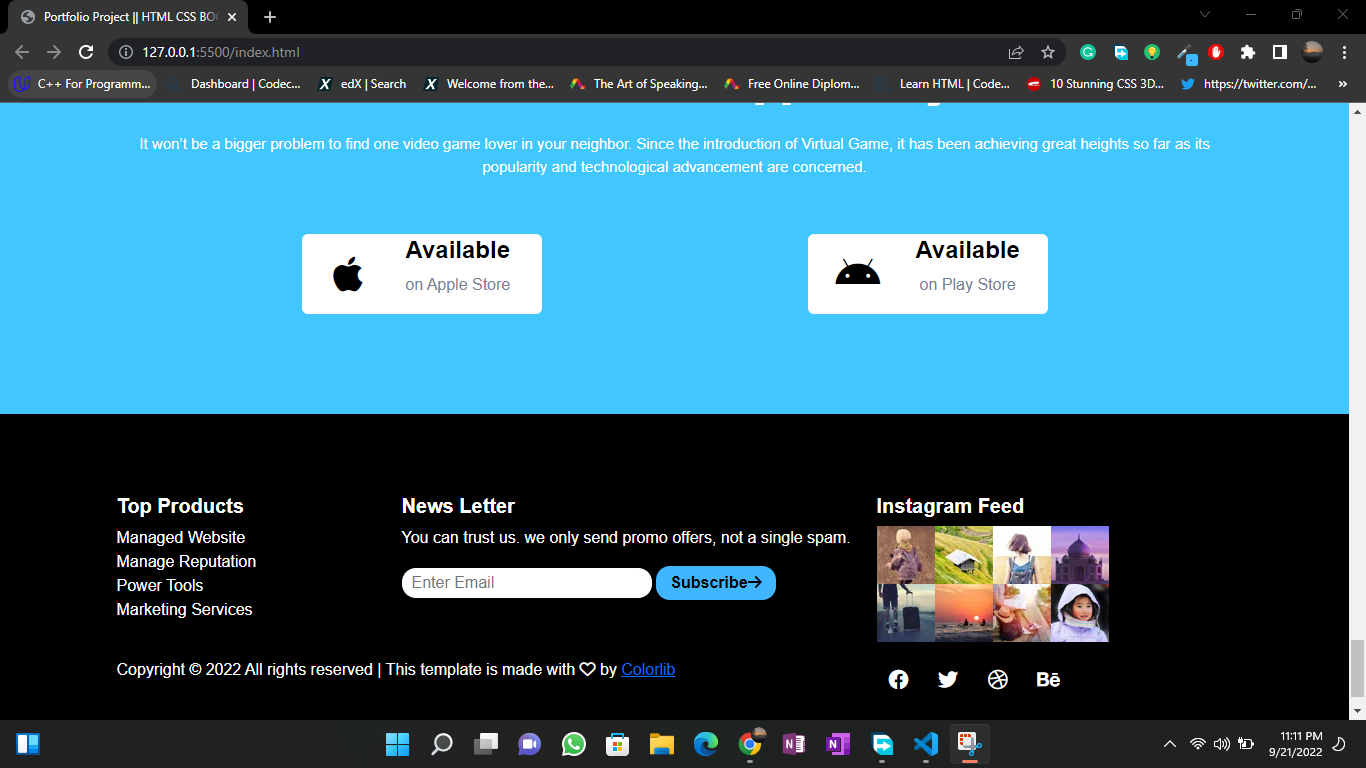 Portfolio Project || HTML CSS BOO
127.0.0.1:5500/index.html
C++ For Programm...
Dashboard | Codec...
edX | Search
Welcome from the...
The Art of Speaking...
Free Online Diplom...
Learn HTML | Code...
10 Stunning CSS 3D...
https://twitter.com/...
»
It won't be a bigger problem to find one video game lover in your neighbor. Since the introduction of Virtual Game, it has been achieving great heights so far as its
popularity and technological advancement are concerned.
Available
on Apple Store
Available
on Play Store
Top Products
Managed Website
Manage Reputation
Power Tools
Marketing Services
News Letter
You can trust us. we only send promo offers, not a single spam.
Enter Email
Subscribe
Instagram Feed
Copyright © 2022 All rights reserved | This template is made with ♡ by Colorlib
Bē
11:11 PM
9/21/2022